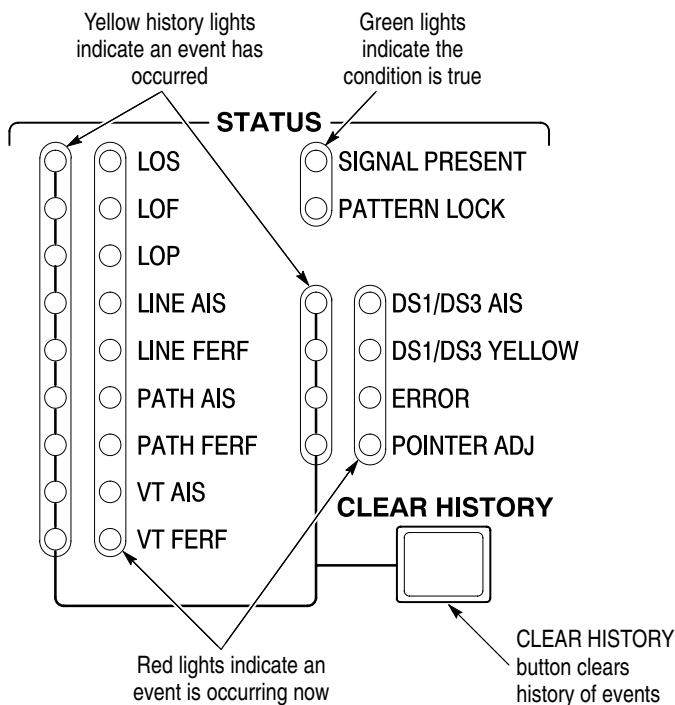 Yellow history lights
indicate an event has
occurred
Green lights
indicate the
condition is true
STATUS
LOS
LOF
LOP
LINE AIS
LINE FERF
PATH AIS
PATH FERF
VT AIS
VT FERF
SIGNAL PRESENT
PATTERN LOCK
DS1/DS3 AIS
DS1/DS3 YELLOW
ERROR
POINTER ADJ
CLEAR HISTORY
Red lights indicate an
event is occurring now
CLEAR HISTORY
button clears
history of events